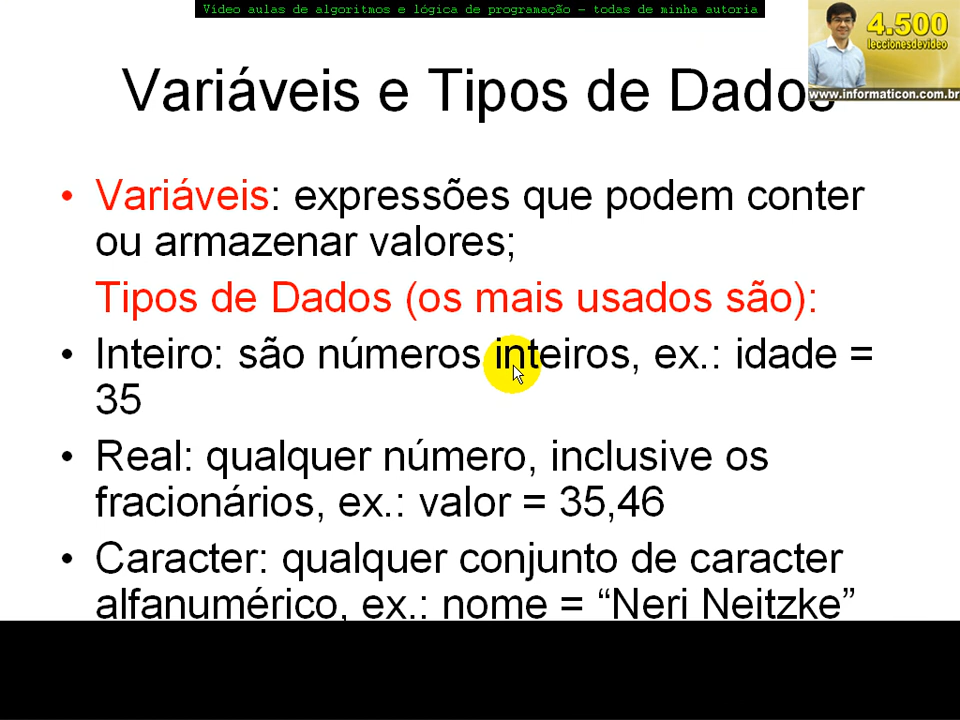 Vídeo aulas de algoritmos e lógica de programação - todas de minha autoria
4.500
leccionesdevideo
www.informaticon.com.br
Variáveis e Tipos de Dados
• Variáveis: expressões que podem conter
ou armazenar valores;
Tipos de Dados (os mais usados são):
• Inteiro: são números inteiros, ex.: idade =
35
• Real: qualquer número, inclusive os
fracionários, ex.: valor = 35,46
• Caracter: qualquer conjunto de caracter
alfanumérico, ex.: nome = “Neri Neitzke”